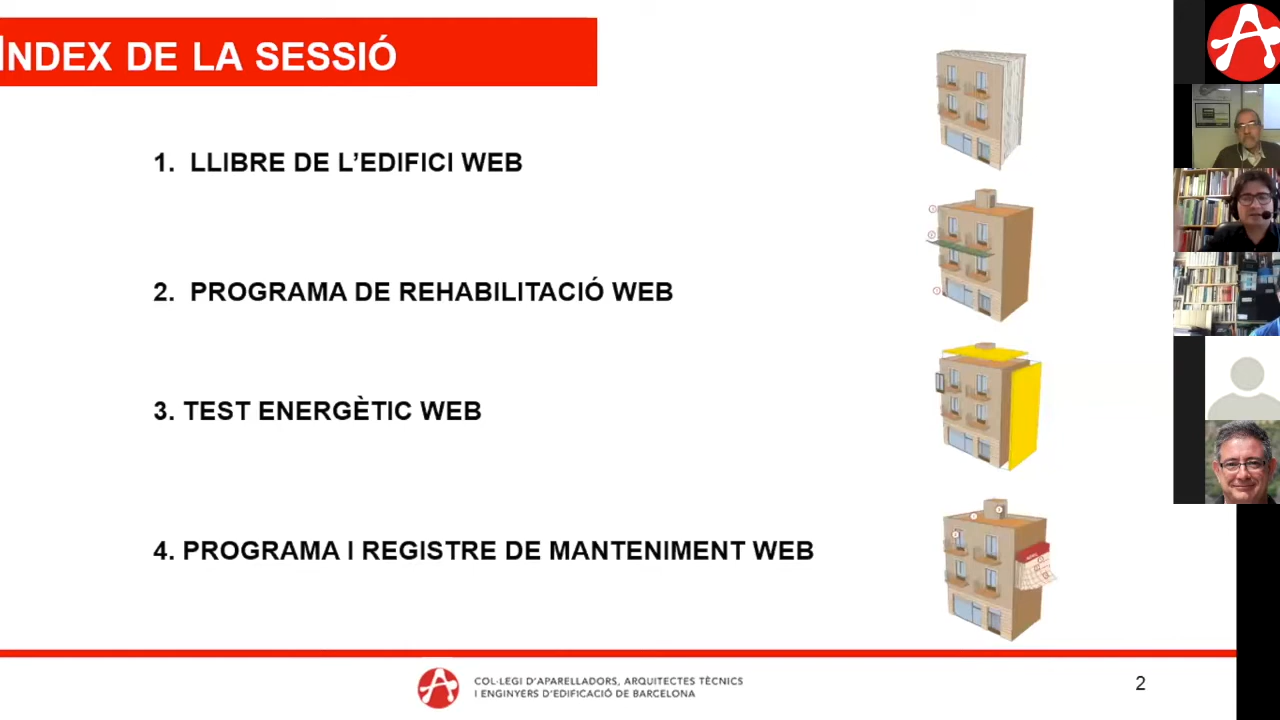 ÍNDEX DE LA SESSIÓ
1. LLIBRE DE L’EDIFICI WEB
2. PROGRAMA DE REHABILITACIÓ WEB
3. TEST ENERGÈTIC WEB
4. PROGRAMA I REGISTRE DE MANTENIMENT WEB
COL·LEGI D'APARELLADORS, ARQUITECTES TÈCNICS
I ENGINYERS D'EDIFICACIÓ DE BARCELONA
2